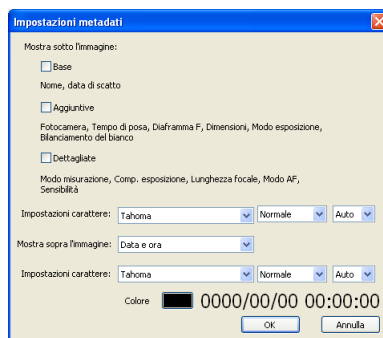 Impostazioni metadati
Mostra sotto l'immagine:
Base
Nome, data di scatto
Aggiuntive
Fotocamera, Tempo di posa, Diaframma F, Dimensioni, Modo esposizione,
Bilanciamento del bianco
Dettagliate
Modo misurazione, Comp. esposizione, Lunghezza focale, Modo AF,
Sensibilità
Impostazioni carattere: Tahoma Normale Auto
Mostra sopra l'immagine: Data e ora
Impostazioni carattere: Tahoma Normale Auto
Colore 0000/00/00 00:00:00
OK Annulla